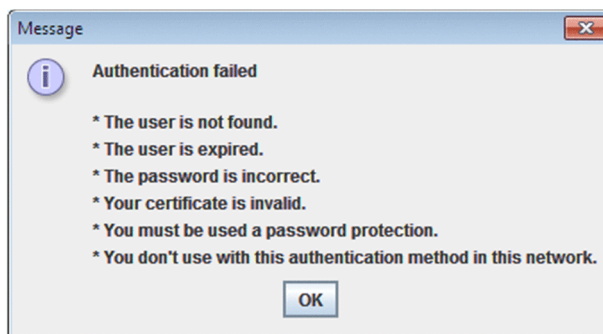 Message
Authentication failed
* The user is not found.
* The user is expired.
* The password is incorrect.
* Your certificate is invalid.
* You must be used a password protection.
* You don't use with this authentication method in this network.
OK